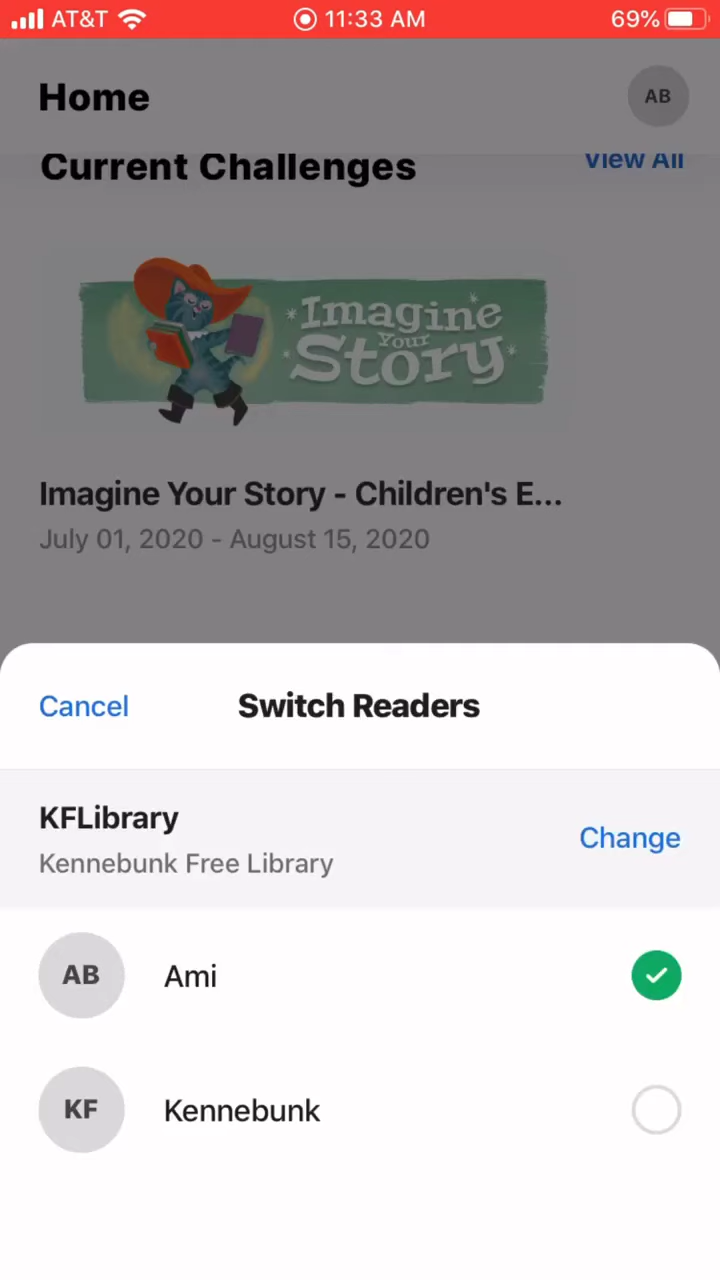 AT&T 11:33 AM 69%
Home AB
Current Challenges View All
Imagine
Your
Story
Imagine Your Story - Children's E...
July 01, 2020 - August 15, 2020
Cancel Switch Readers
KFLibrary
Change
Kennebunk Free Library
AB Ami
KF Kennebunk